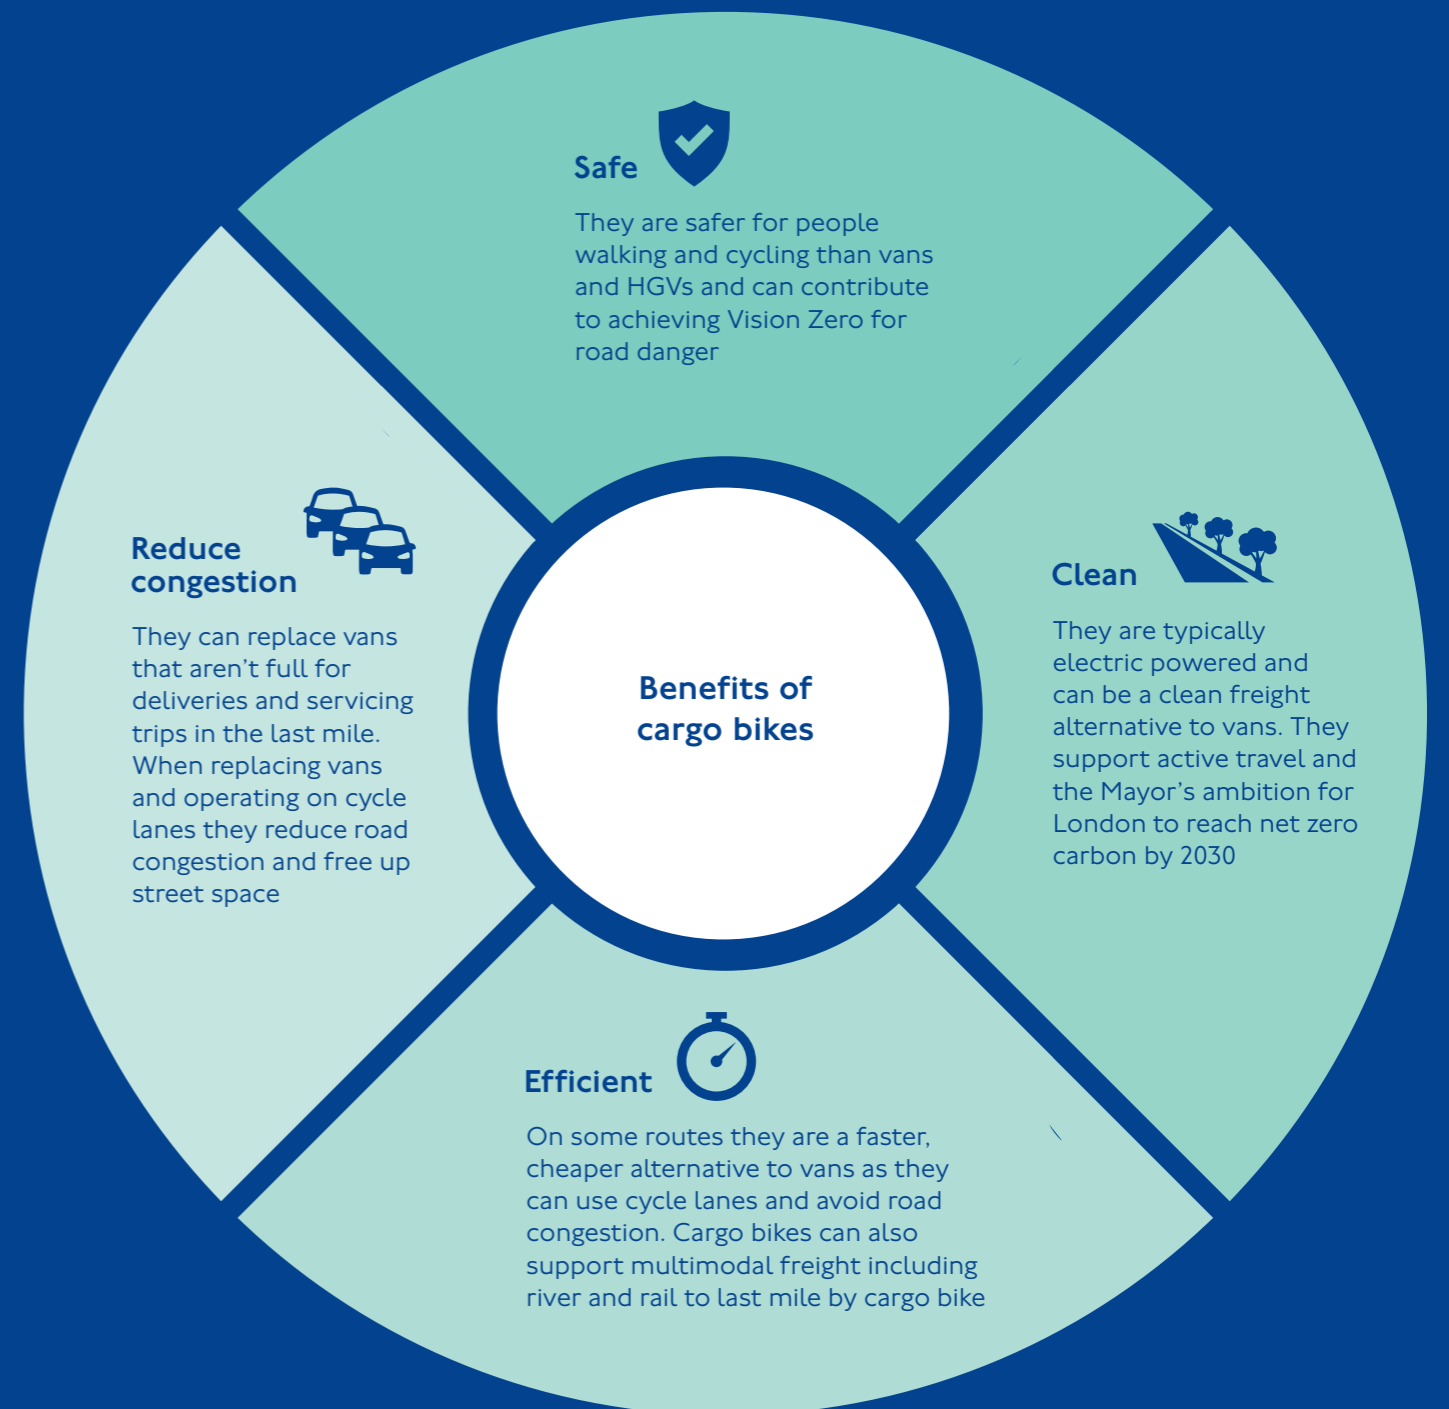 Safe
They are safer for people
walking and cycling than vans
and HGVs and can contribute
to achieving Vision Zero for
road danger
Reduce
congestion
They can replace vans
that aren't full for
deliveries and servicing
trips in the last mile.
When replacing vans
and operating on cycle
lanes they reduce road
congestion and free up
street space
Benefits of
cargo bikes
Clean
They are typically
electric powered and
can be a clean freight
alternative to vans. They
support active travel and
the Mayor's ambition for
London to reach net zero
carbon by 2030
Efficient
On some routes they are a faster,
cheaper alternative to vans as they
can use cycle lanes and avoid road
congestion. Cargo bikes can also
support multimodal freight including
river and rail to last mile by cargo bike